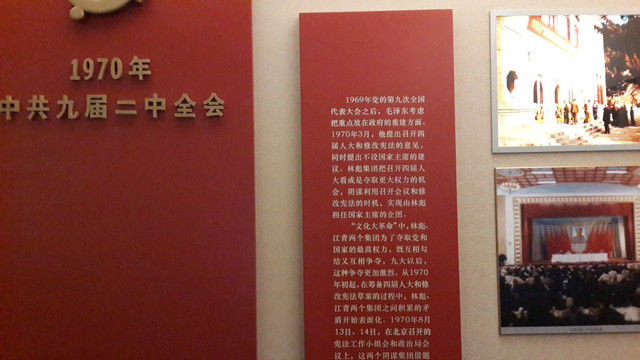 1970年
中共九届二中全会
1969年党的第九次全国
代表大会之后，毛泽东考虑
把重点放在政府的重建方面。
1970年3月，他提出召开四
届人大和修改宪法的意见，
同时提出不设国家主席的建
议。林彪集团把召开四届人
大看成是夺取更大权力的机
会，阴谋利用召开会议和修
改宪法的时机，实现由林彪
担任国家主席的企图。
“文化大革命”中，林彪、
江青两个集团为了夺取党和
国家的最高权力，既互相勾
结又互相争夺，九大以后，
这种争夺更加激烈。从1970
年初起，在筹备四届人大和修
改宪法草案的过程中，林彪、
江青两个集团之间积累的矛
盾开始表面化。1970年8月
13日、14日，在北京召开的
宪法工作小组会和政治局会
议上，这两个阴谋集团借题